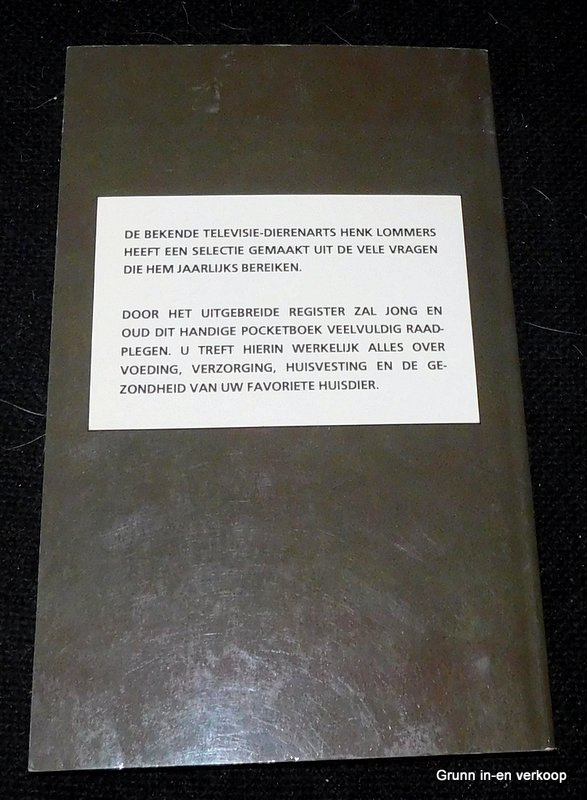 DE BEKENDE TELEVISIE-DIERENARTS HENK LOMMERS
HEEFT EEN SELECTIE GEMAAKT UIT DE VELE VRAGEN
DIE HEM JAARLIJKS BEREIKEN.
DOOR HET UITGEBREIDE REGISTER ZAL JONG EN
OUD DIT HANDIGE POCKETBOEK VEELVULDIG RAAD-
PLEGEN. U TREFT HIERIN WERKELIJK ALLES OVER
VOEDING, VERZORGING, HUISVESTING EN DE GE-
ZONDHEID VAN UW FAVORIETE HUISDIER.
Grunn in-en verkoop